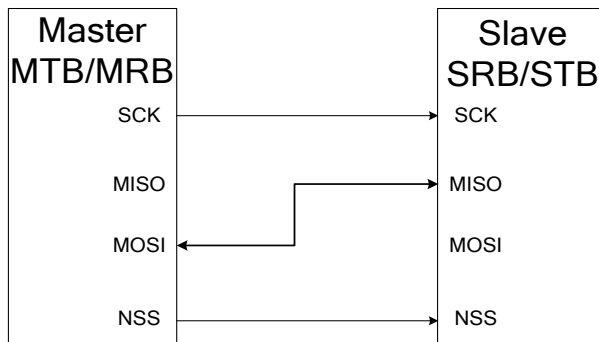 Master
MTB/MRB
SCK
MISO
MOSI
NSS
Slave
SRB/STB
SCK
MISO
MOSI
NSS